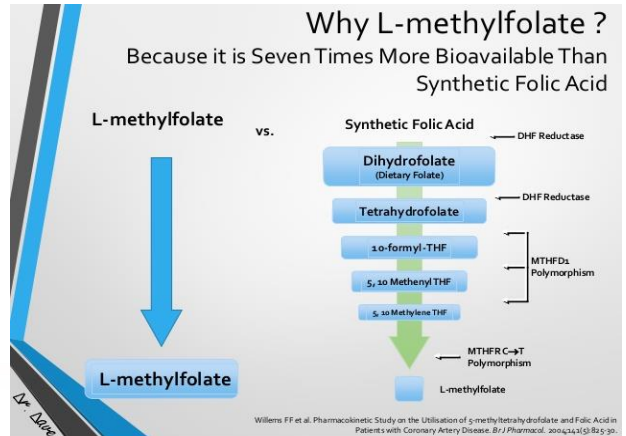 Why L-methylfolate ?
Because it is Seven Times More Bioavailable Than
Synthetic Folic Acid
L-methylfolate
vs.
Synthetic Folic Acid
DHF Reductase
Dihydrofolate
(Dietary Folate)
DHF Reductase
Tetrahydrofolate
10-formyl-THF
MTHFD1
Polymorphism
5, 10 Methenyl THF
5, 10 Methylene THF
MTHFR C→T
Polymorphism
L-methylfolate
L-methylfolate
Dr. Dave
Willems FF et al. Pharmacokinetic Study on the Utilisation of 5-methyltetrahydrofolate and Folic Acid in
Patients with Coronary Artery Disease. Br J Pharmacol. 2004;141(5):825-30.